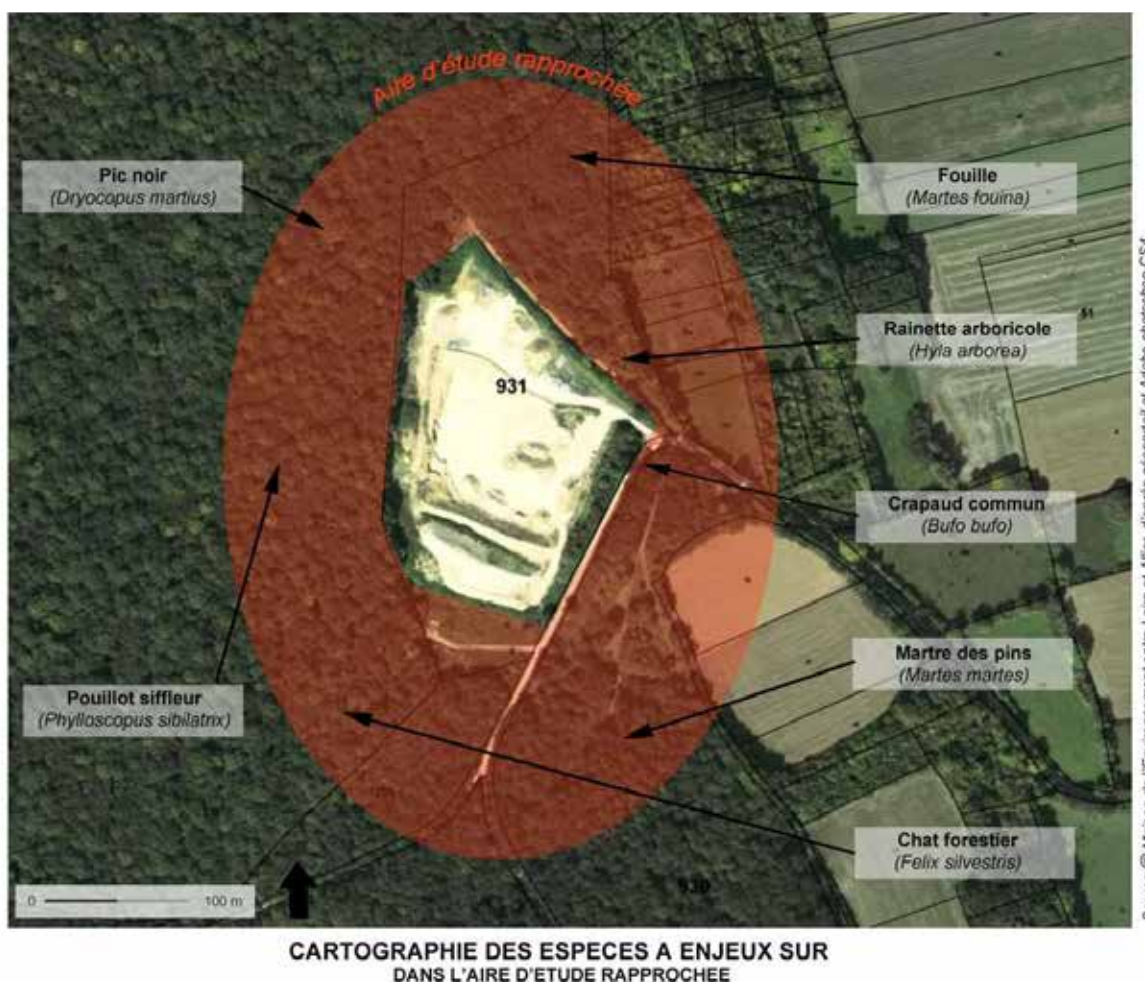 Aire d'étude rapprochée
Pic noir
(Dryocopus martius)
Fouille
(Martes fouina)
Rainette arboricole
(Hyla arborea)
931
51
Crapaud commun
(Bufo bufo)
Martre des pins
(Martes martes)
Pouillot siffleur
(Phylloscopus sibilatrix)
Chat forestier
(Felix silvestris)
930
0 100 m
CARTOGRAPHIE DES ESPECES A ENJEUX SUR
DANS L'AIRE D'ETUDE RAPPROCHEE